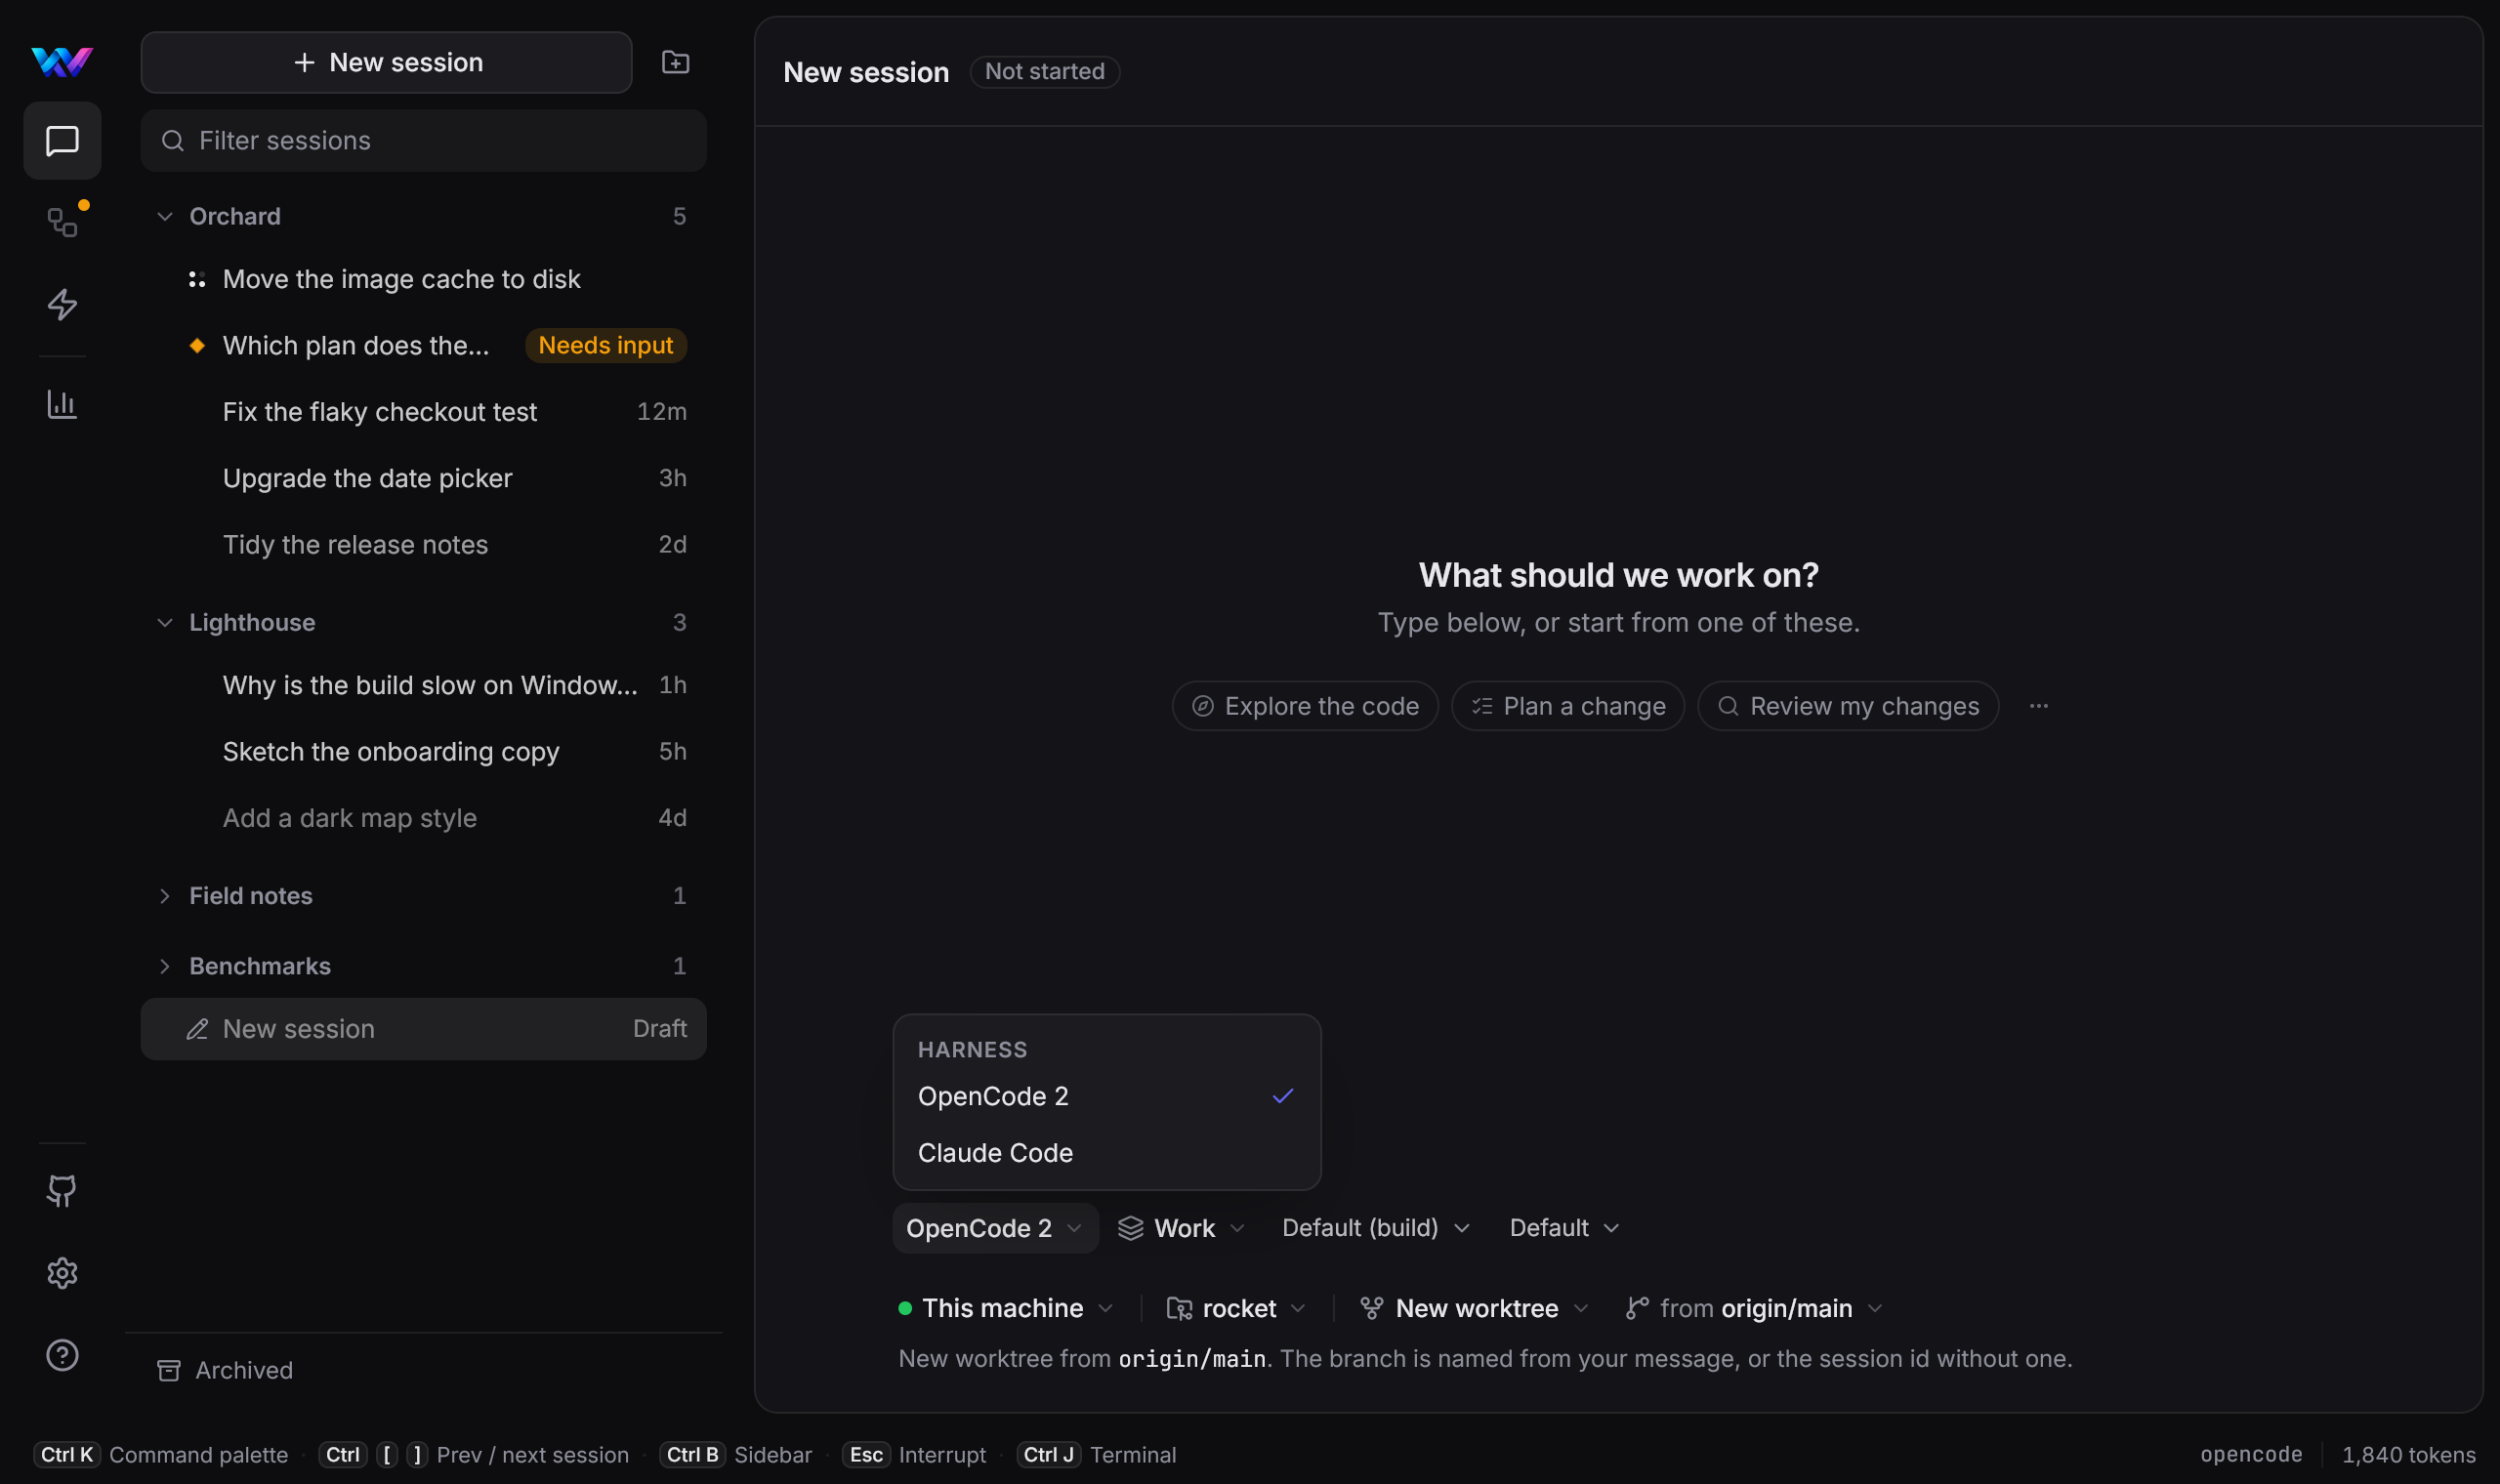 New session
Filter sessions
Orchard 5
Move the image cache to disk
Which plan does the... Needs input
Fix the flaky checkout test 12m
Upgrade the date picker 3h
Tidy the release notes 2d
Lighthouse 3
Why is the build slow on Window... 1h
Sketch the onboarding copy 5h
Add a dark map style 4d
Field notes 1
Benchmarks 1
New session Draft
Archived
New session Not started
What should we work on?
Type below, or start from one of these.
Explore the code Plan a change Review my changes ...
HARNESS
OpenCode 2
Claude Code
OpenCode 2 Work Default (build) Default
This machine rocket New worktree from origin/main
New worktree from origin/main. The branch is named from your message, or the session id without one.
Ctrl K Command palette · Ctrl [ ] Prev / next session · Ctrl B Sidebar · Esc Interrupt · Ctrl J Terminal
opencode 1,840 tokens